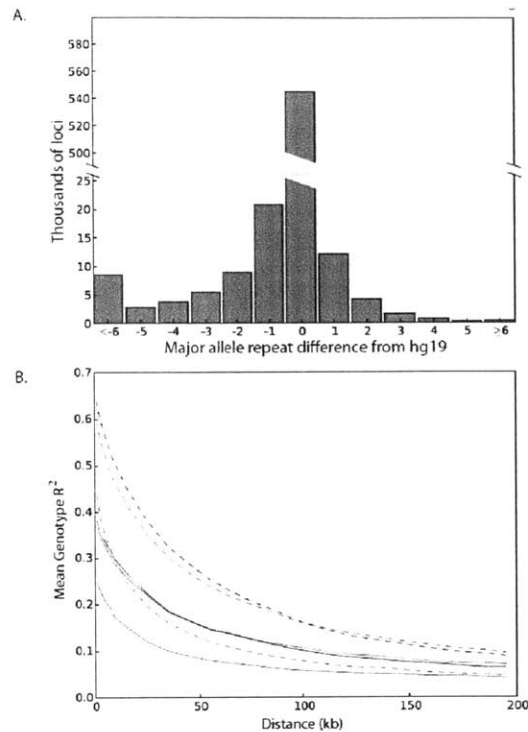 A.
580
560
540
520
500
25
20
15
10
5
0
Thousands of loci
<-6 -5 -4 -3 -2 -1 0 1 2 3 4 5 ≥6
Major allele repeat difference from hg19
B.
0.7
0.6
0.5
0.4
0.3
0.2
0.1
0.0
Mean Genotype R²
0 50 100 150 200
Distance (kb)